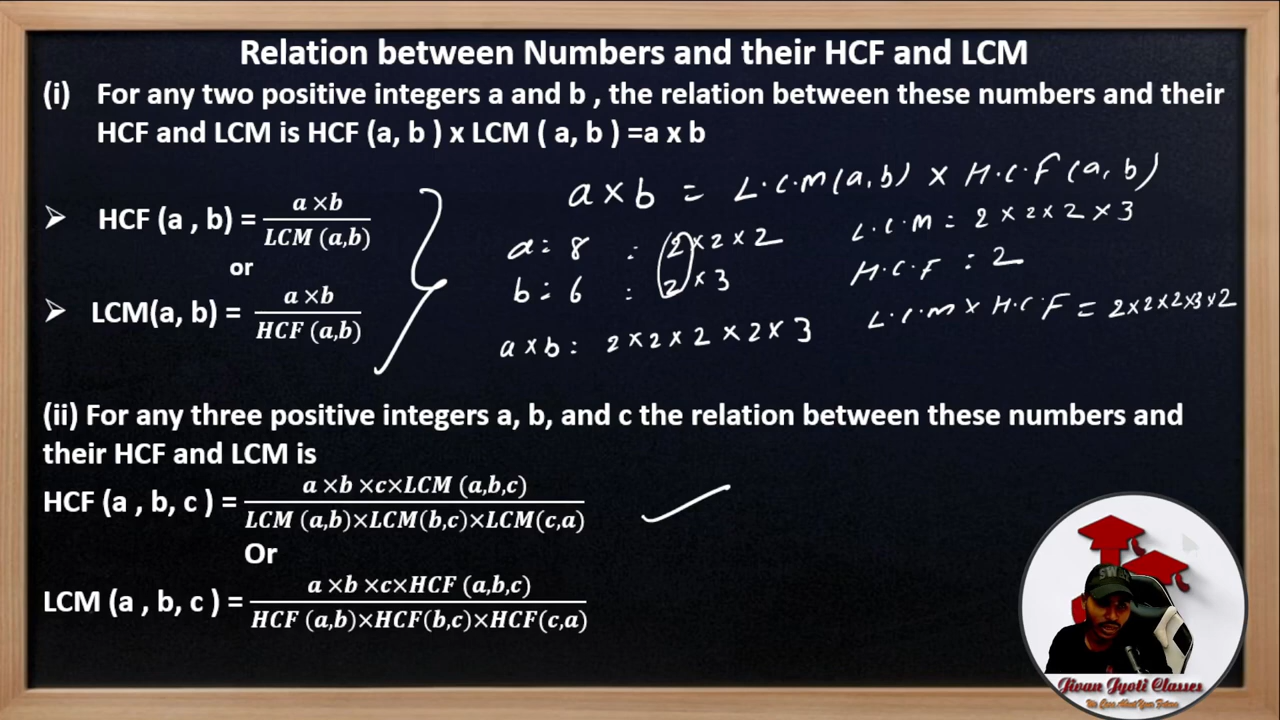 Relation between Numbers and their HCF and LCM
(i) For any two positive integers a and b , the relation between these numbers and their
HCF and LCM is HCF (a, b ) x LCM ( a, b ) =a x b
a × b = L.C.M(a,b) × H.C.F(a,b)
➢ HCF (a , b) = a ×b / LCM (a,b)
or
➢ LCM(a, b) = a ×b / HCF (a,b)
a = 8 : 2 × 2 × 2
b = 6 : 2 × 3
a × b : 2 × 2 × 2 × 2 × 3
L.C.M = 2 × 2 × 2 × 3
H.C.F : 2
L.C.M × H.C.F = 2×2×2×3×2
(ii) For any three positive integers a, b, and c the relation between these numbers and
their HCF and LCM is
HCF (a , b, c ) = a ×b ×c×LCM (a,b,c) / LCM (a,b)×LCM(b,c)×LCM(c,a)
Or
LCM (a , b, c ) = a ×b ×c×HCF (a,b,c) / HCF (a,b)×HCF(b,c)×HCF(c,a)
Jivan Jyoti Classes
Your Future